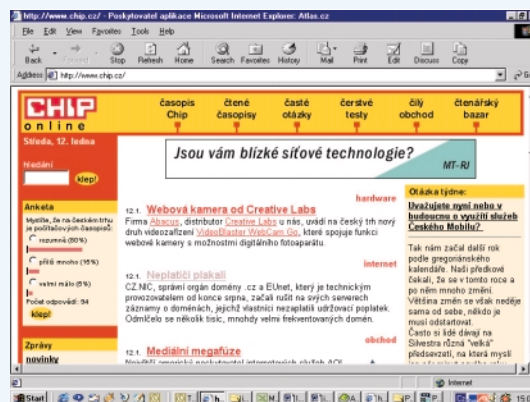 http://www.chip.cz/ - Poskytovatel aplikace Microsoft Internet Explorer: Atlas.cz
File Edit View Favorites Tools Help
Back Forward Stop Refresh Home Search Favorites History Mail Print Edit Discuss Copy
Address http://www.chip.cz/
CHIP
online
časopis Chip
čtené časopisy
časté otázky
čerstvé testy
čilý obchod
čtenářský bazar
Středa, 12. ledna
hledání
klep!
Jsou vám blízké síťové technologie?
MT-RJ
Anketa
Myslíte, že na českém trhu
je počítačových časopisů:
rozumně (80%)
příliš mnoho (15%)
velmi málo (5%)
Počet odpovědí: 94
klep!
Zprávy
novinky
hardware
12.1. Webová kamera od Creative Labs
Firma Abacus, distributor Creative Labs u nás, uvádí na český trh nový
druh videozařízení VideoBlaster WebCam Go, které spojuje funkci
webové kamery s možnostmi digitálního fotoaparátu.
internet
12.1. Neplatiči plakali
CZ.NIC, správní orgán domény .cz a EUnet, který je technickým
provozovatelem od konce srpna, začali rušit na svých serverech
záznamy o doménách, jejichž vlastníci nezaplatili udržovací poplatek.
Odmlčelo se několik tisíc, mnohdy velmi frekventovaných domén.
obchod
12.1. Mediální megafúze
Otázka týdne:
Uvažujete nyní nebo v
budoucnu o využití služeb
Českého Mobilu?
Tak nám začal další rok
podle gregoriánského
kalendáře. Naši předkové
čekali, že se v tomto roce a
po něm mnoho změní.
Většina změn se však neděje
sama od sebe, někdo je
musí odstartovat.
Často si lidé dávají na
Silvestra různá "velká"
předsevzetí, na která myslí
Internet
Start